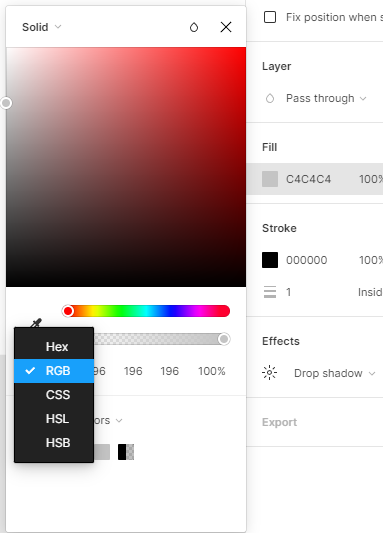 Solid
Hex
RGB
CSS
HSL
HSB
96 196 196 100%
ors
Fix position when s
Layer
Pass through
Fill
C4C4C4 100%
Stroke
000000 100%
1 Insid
Effects
Drop shadow
Export